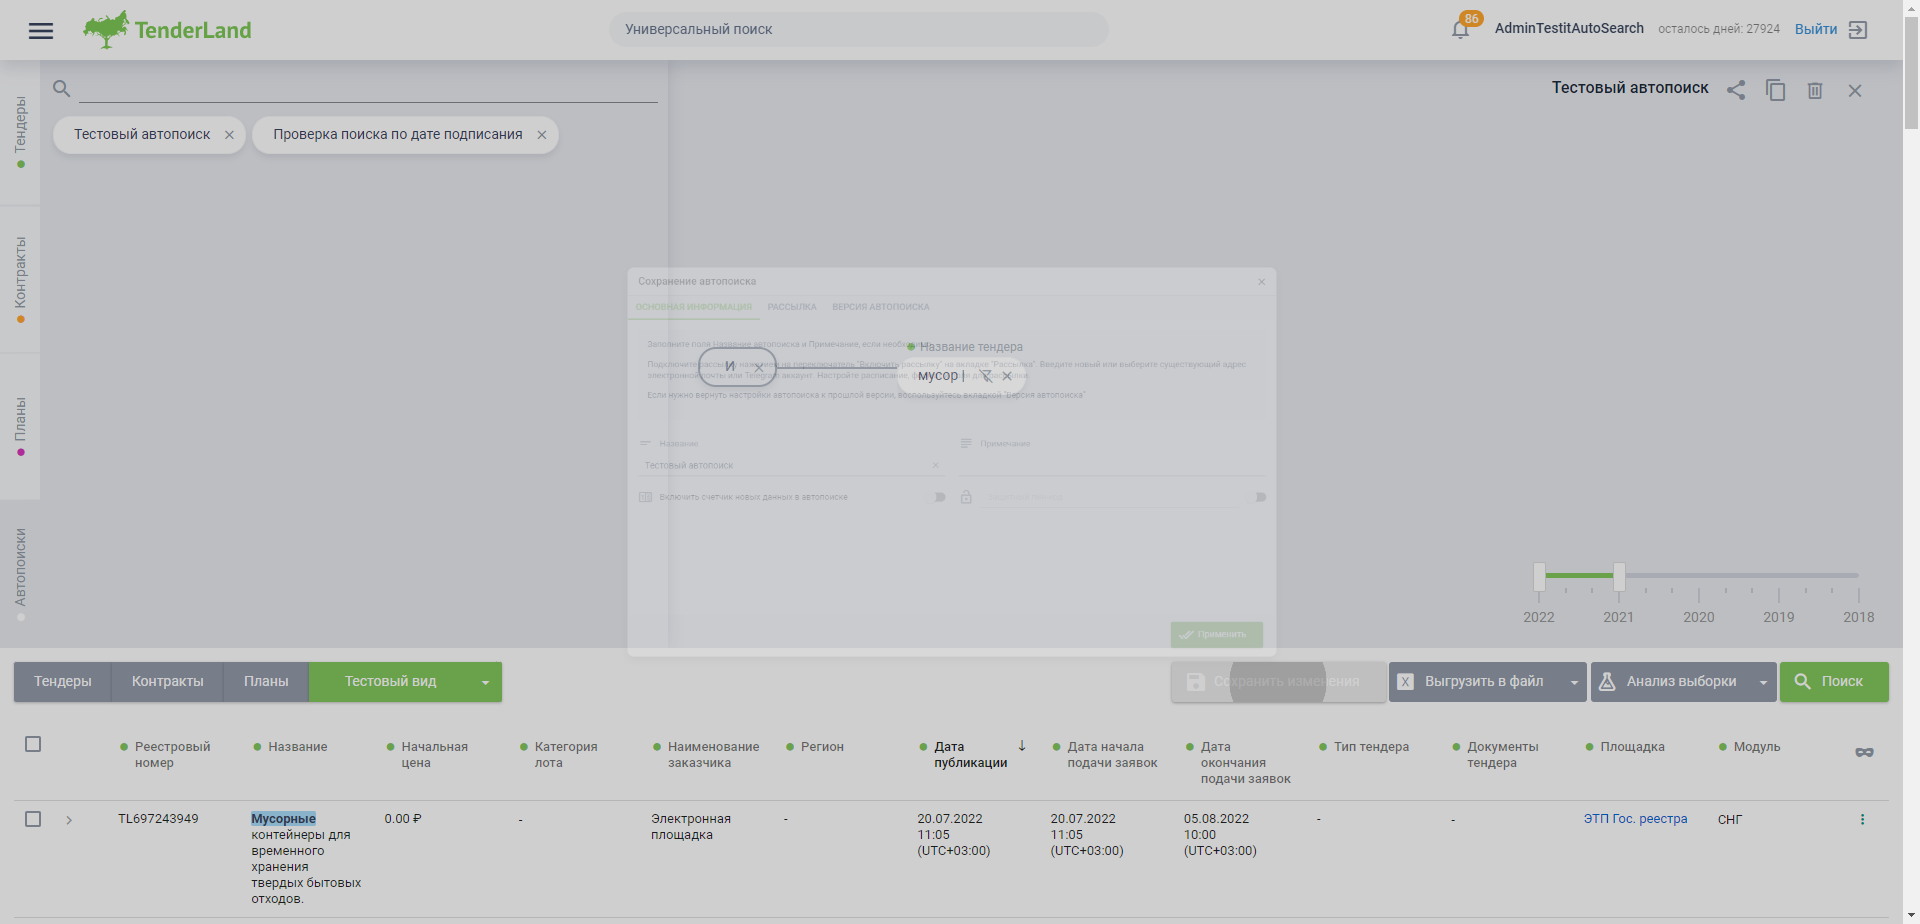 TenderLand
Универсальный поиск
86
AdminTestitAutoSearch
осталось дней: 27924
Выйти
Тендеры
Контракты
Планы
Автопоиски
Тестовый автопоиск
Проверка поиска по дате подписания
Тестовый автопоиск
Сохранение автопоиска
ОСНОВНАЯ ИНФОРМАЦИЯ
РАССЫЛКА
ВЕРСИЯ АВТОПОИСКА
Заполните поля Название автопоиска и Примечание, если
Название тендера
И
мусор
Подключите рассылку нажатием на переключатель "Включить рассылку" на вкладке "Рассылка". Введите новый или выберите существующий адрес
электронной почты или Telegram аккаунт. Настройте расписание,
Если нужно вернуть настройки автопоиска к прошлой версии, воспользуйтесь вкладкой "Версия автопоиска"
Название
Примечание
Тестовый автопоиск
Включить счетчик новых данных в автопоиске
Применить
2022
2021
2020
2019
2018
Тендеры
Контракты
Планы
Тестовый вид
Сохранить изменения
Выгрузить в файл
Анализ выборки
Поиск
Реестровый
номер
Название
Начальная
цена
Категория
лота
Наименование
заказчика
Регион
Дата
публикации
Дата начала
подачи заявок
Дата
окончания
подачи заявок
Тип тендера
Документы
тендера
Площадка
Модуль
TL697243949
Мусорные
контейнеры для
временного
хранения
твердых бытовых
отходов.
0.00 ₽
-
Электронная
площадка
-
20.07.2022
11:05
(UTC+03:00)
20.07.2022
11:05
(UTC+03:00)
05.08.2022
10:00
(UTC+03:00)
-
-
ЭТП Гос. реестра
СНГ